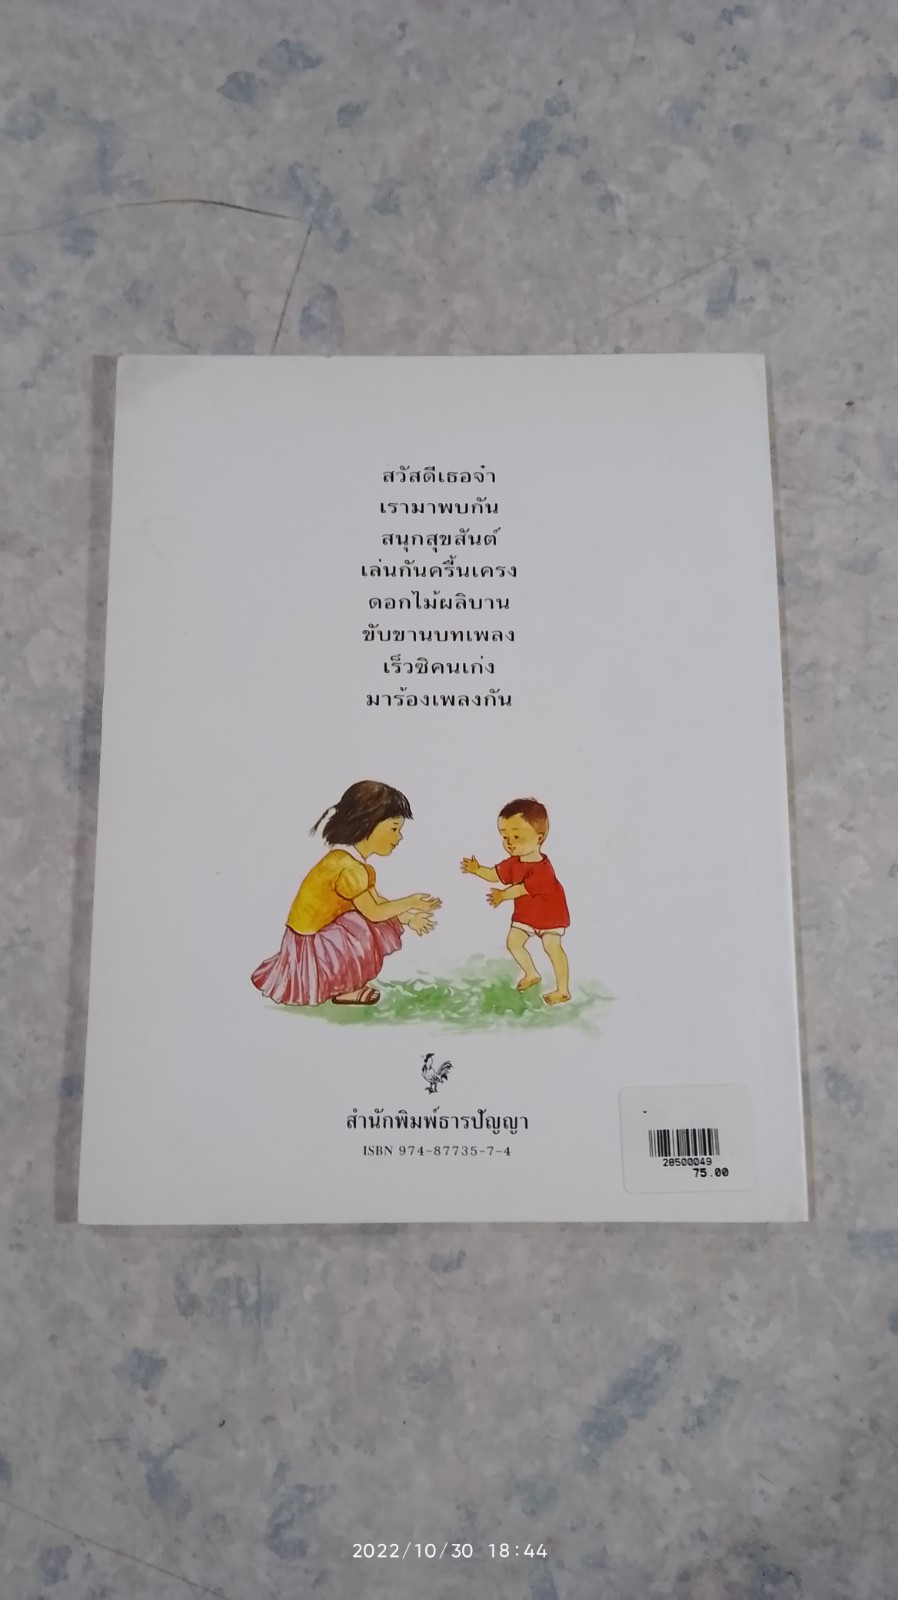 สวัสดีเธอจ๋า
เรามาพบกัน
สนุกสุขสันต์
เล่นกันครื้นเครง
ดอกไม้ผลิบาน
ขับขานบทเพลง
เร็วซิคนเก่ง
มาร้องเพลงกัน
สำนักพิมพ์ธารปัญญา
ISBN 974-87735-7-4
-
28500049
75.00
2022/10/30 18:44